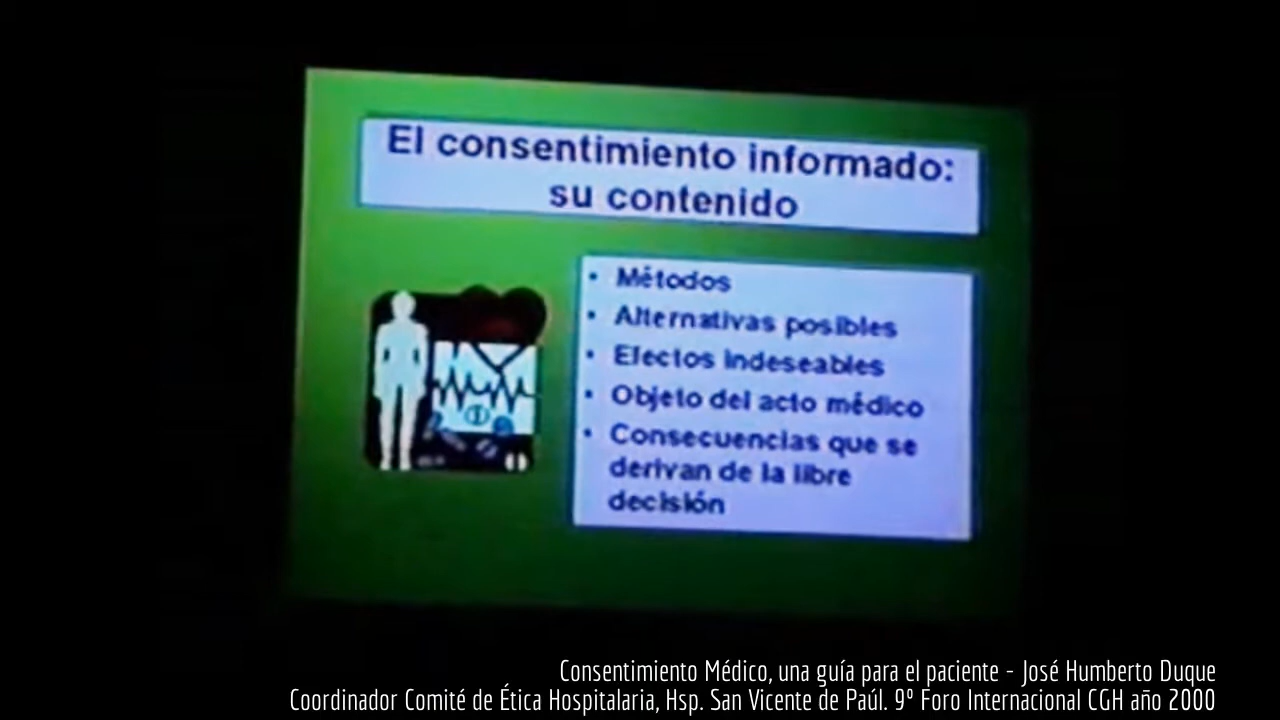 El consentimiento informado:
su contenido
• Métodos
• Alternativas posibles
• Efectos indeseables
• Objeto del acto médico
• Consecuencias que se
derivan de la libre
decisión
Consentimiento Médico, una guía para el paciente - José Humberto Duque
Coordinador Comité de Ética Hospitalaria, Hsp. San Vicente de Paúl. 9º Foro Internacional CGH año 2000